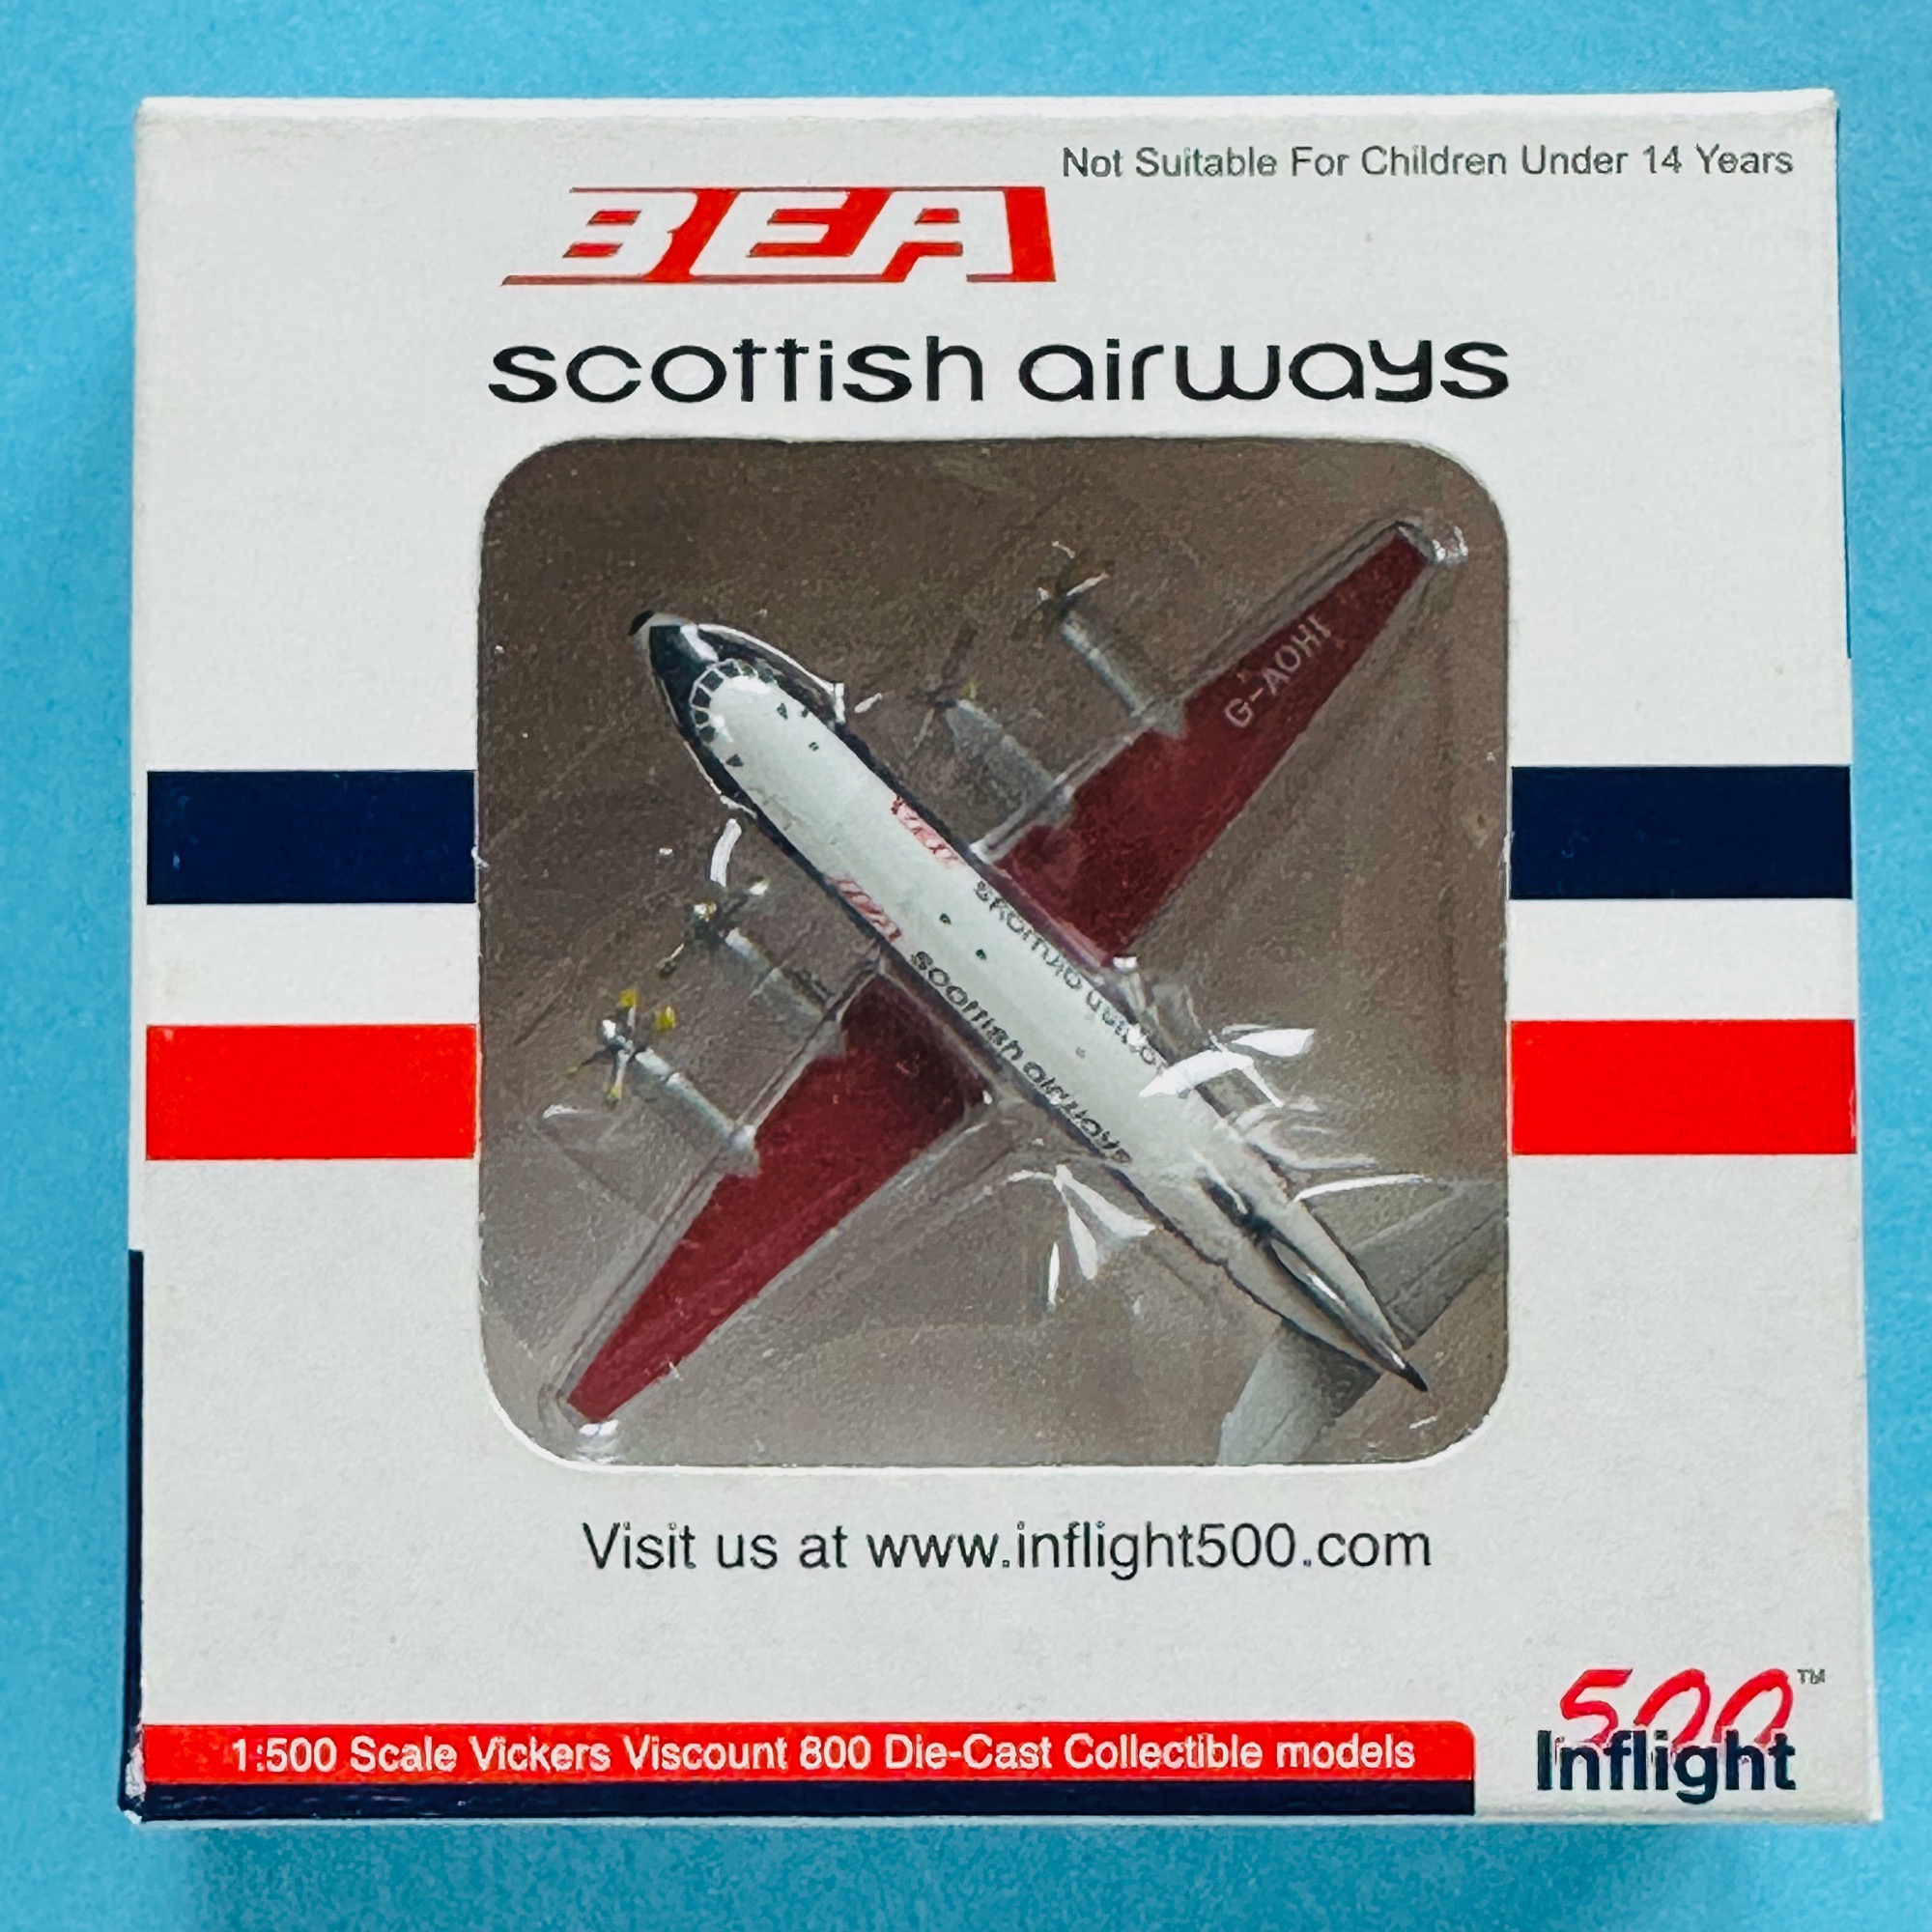 Not Suitable For Children Under 14 Years
BEA
scottish airways
G-AOHI
scottish airways
scottish airways
Visit us at www.inflight500.com
500™
Inflight
1:500 Scale Vickers Viscount 800 Die-Cast Collectible models